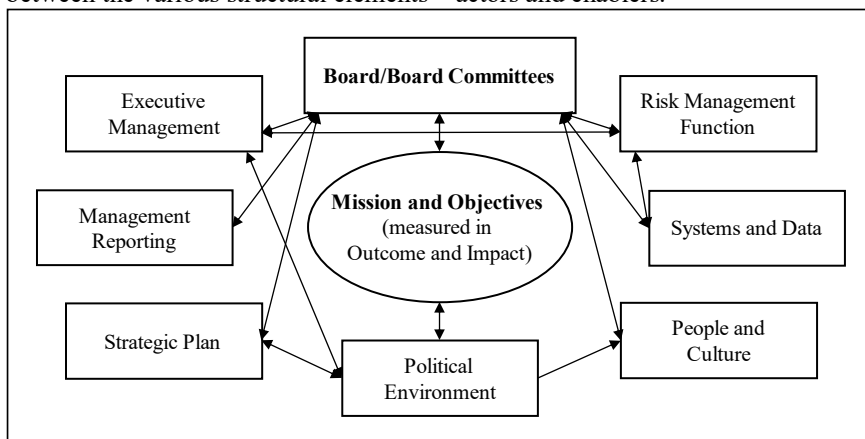 between the various structural elements – actors and enablers.
Board/Board Committees
Executive
Management
Risk Management
Function
Management
Reporting
Mission and Objectives
(measured in
Outcome and Impact)
Systems and Data
Strategic Plan
Political
Environment
People and
Culture